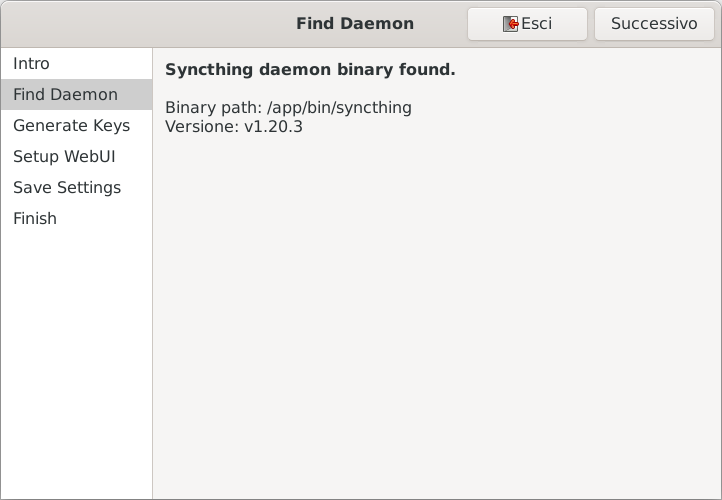 Find Daemon
Esci
Successivo
Intro
Find Daemon
Generate Keys
Setup WebUI
Save Settings
Finish
Syncthing daemon binary found.
Binary path: /app/bin/syncthing
Versione: v1.20.3